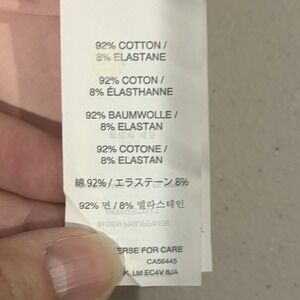 92% COTTON /
8% ELASTANE
92% COTON /
8% ÉLASTHANNE
92% BAUMWOLLE /
8% ELASTAN
92% COTONE /
8% ELASTAN
綿 92% / エラステーン 8%
92% 면 / 8% 엘라스테인
ERSE FOR CARE
CA56445
K. Ltd EC4V 6JA